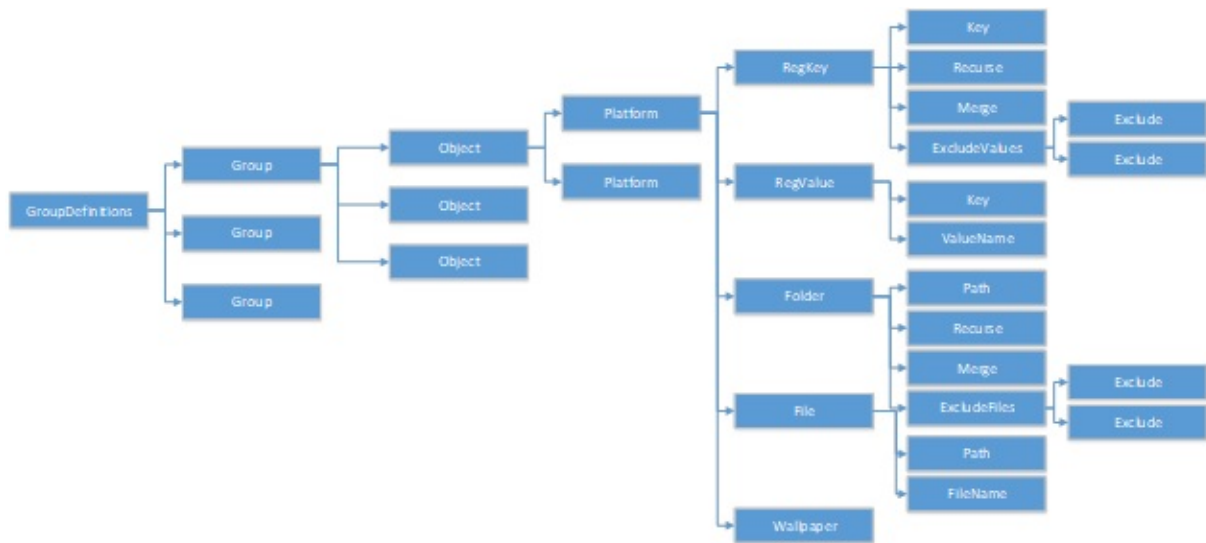 GroupDefinitions
Group
Group
Group
Object
Object
Object
Platform
Platform
RegKey
RegValue
Folder
File
Wallpaper
Key
Recurse
Merge
ExcludeValues
Key
ValueName
Path
Recurse
Merge
ExcludeFiles
Path
FileName
Exclude
Exclude
Exclude
Exclude